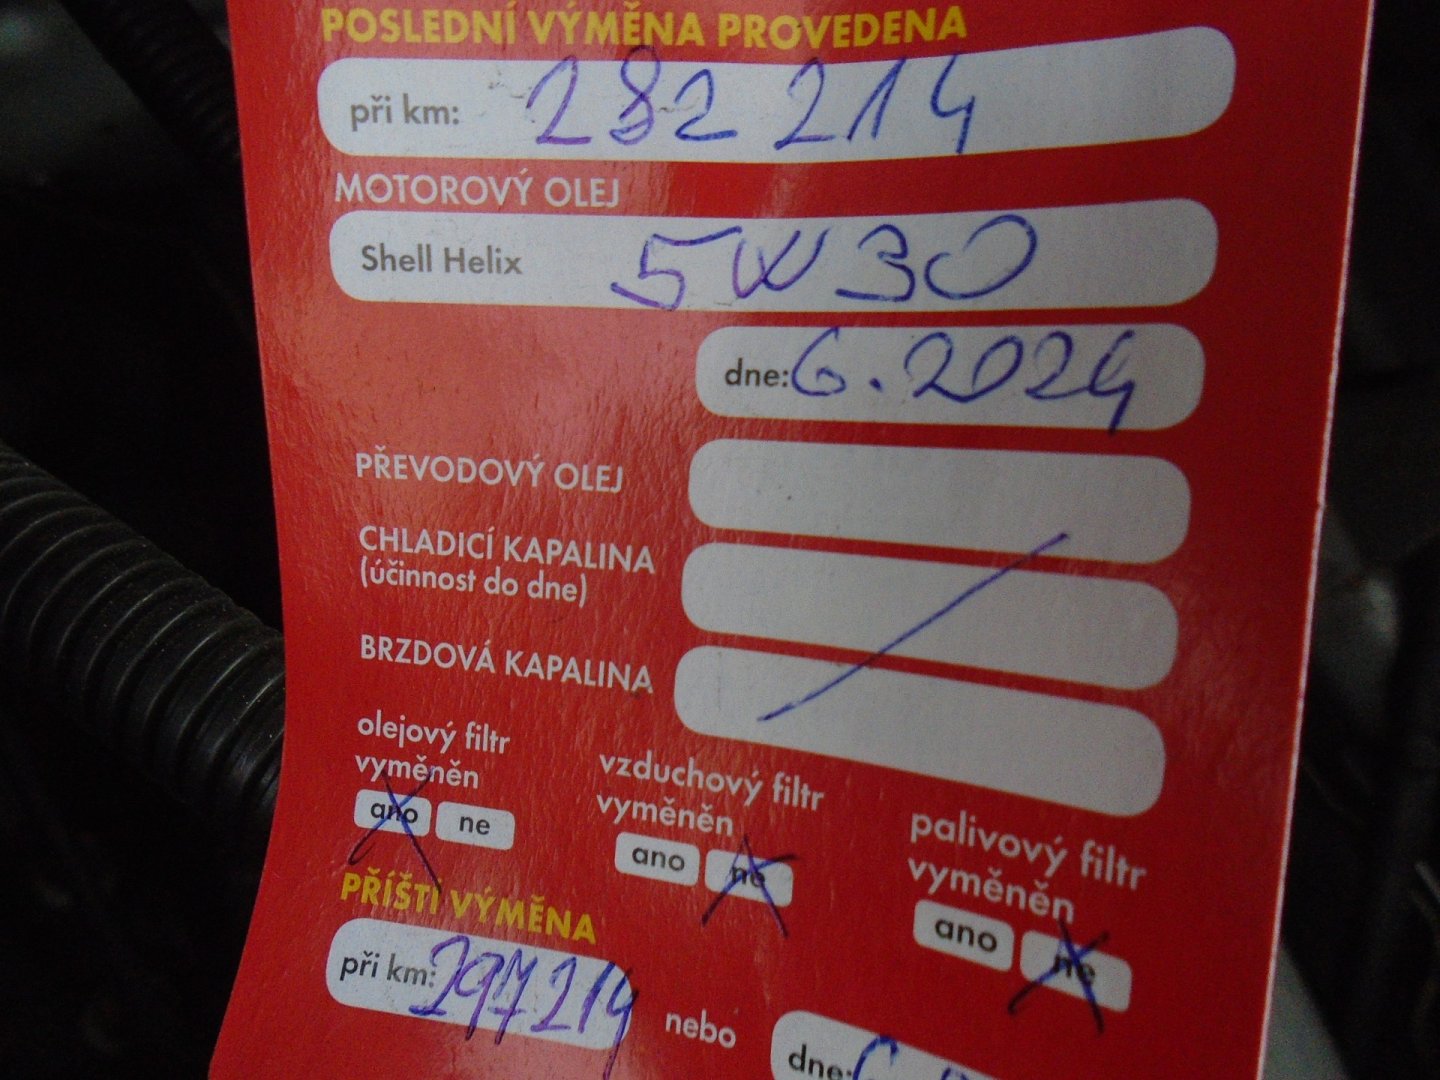 POSLEDNÍ VÝMĚNA PROVEDENA
při km: 282 214
MOTOROVÝ OLEJ
Shell Helix 5W30
dne: 6.2024
PŘEVODOVÝ OLEJ
CHLADICÍ KAPALINA
(účinnost do dne)
BRZDOVÁ KAPALINA
olejový filtr
vyměněn
ano ne
vzduchový filtr
vyměněn
ano ne
palivový filtr
vyměněn
ano ne
PŘÍŠTÍ VÝMĚNA
při km: 297214 nebo
dne: